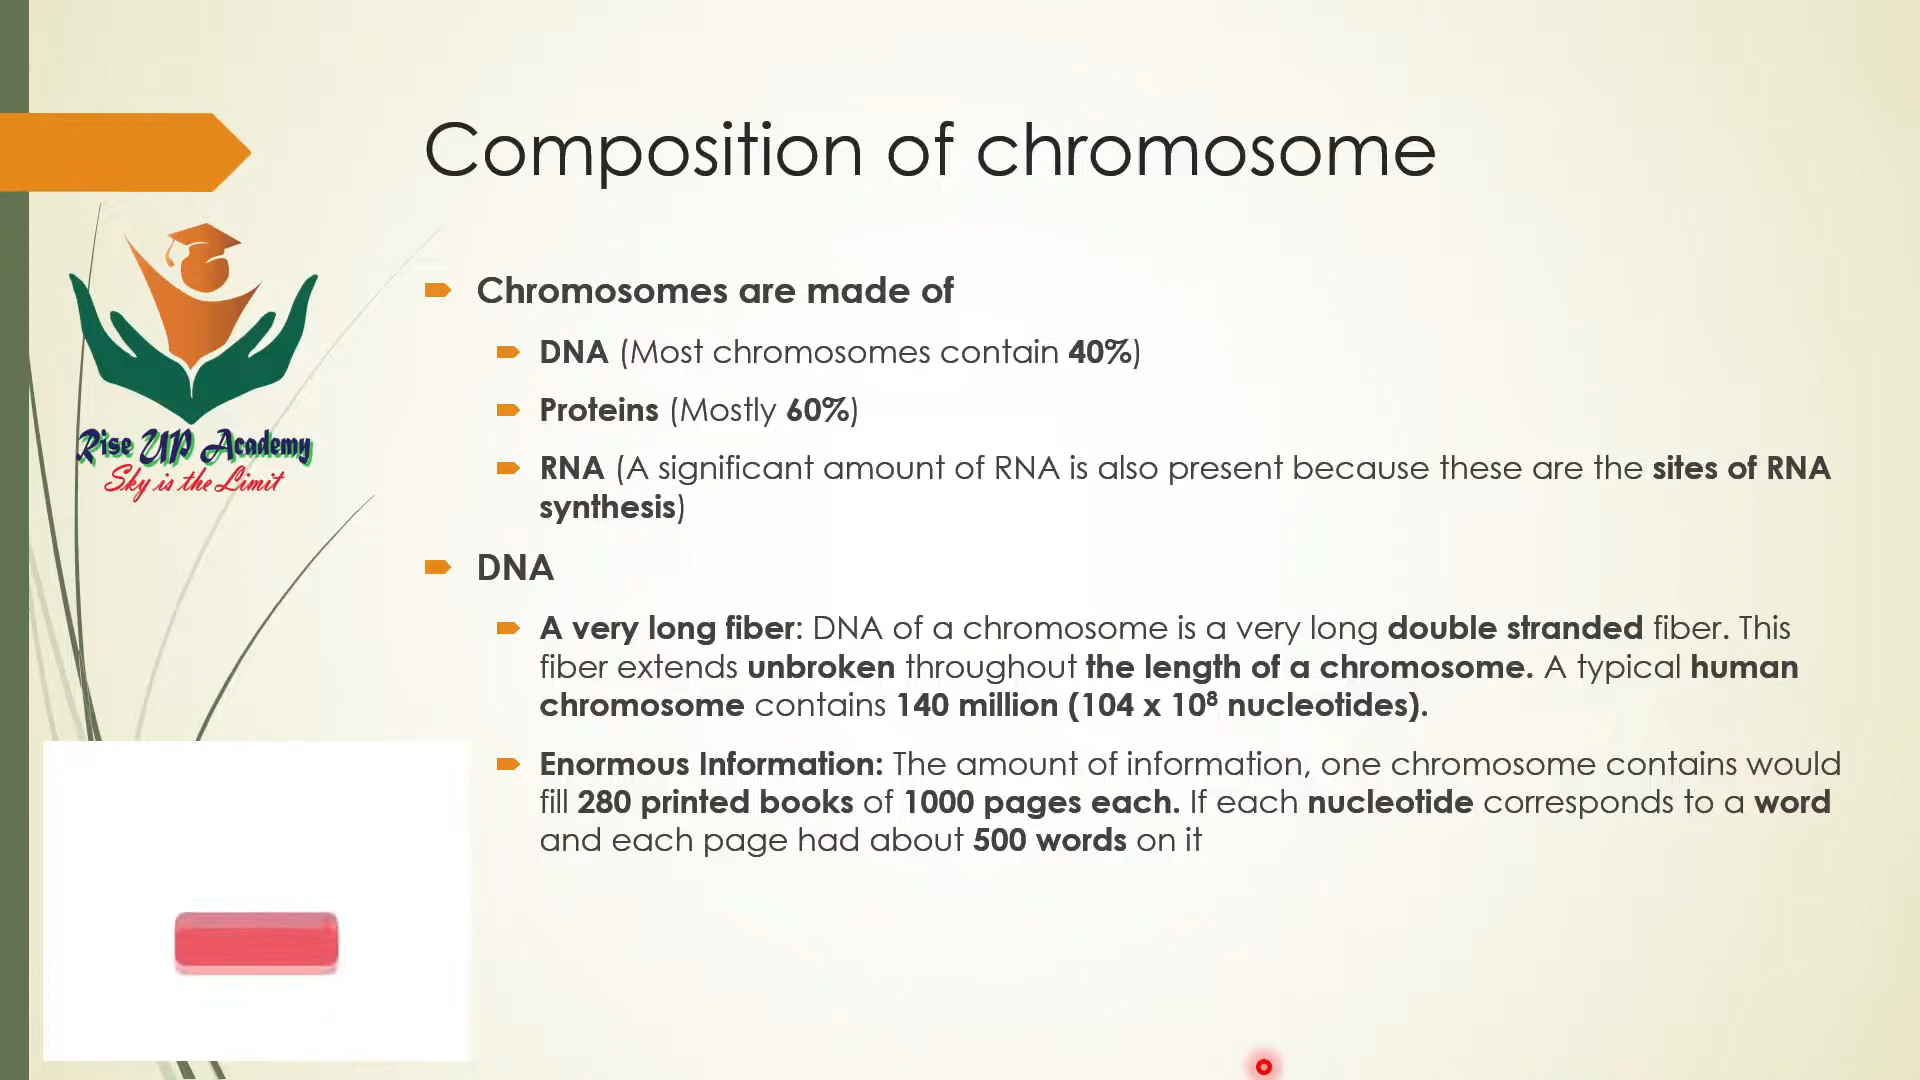 Composition of chromosome
Rise UP Academy
Sky is the Limit
Chromosomes are made of
DNA (Most chromosomes contain 40%)
Proteins (Mostly 60%)
RNA (A significant amount of RNA is also present because these are the sites of RNA
synthesis)
DNA
A very long fiber: DNA of a chromosome is a very long double stranded fiber. This
fiber extends unbroken throughout the length of a chromosome. A typical human
chromosome contains 140 million (104 x 10⁸ nucleotides).
Enormous Information: The amount of information, one chromosome contains would
fill 280 printed books of 1000 pages each. If each nucleotide corresponds to a word
and each page had about 500 words on it